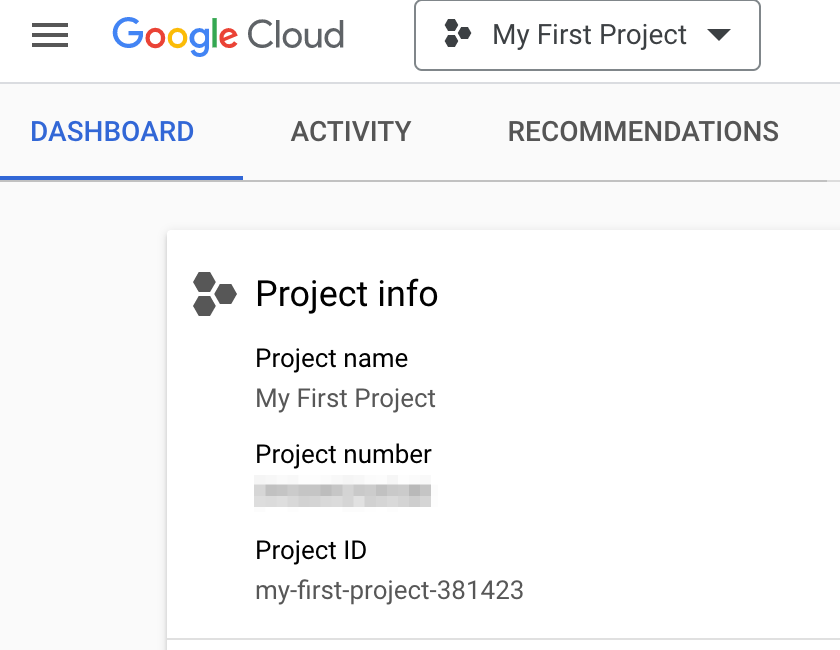 Google Cloud
My First Project
DASHBOARD
ACTIVITY
RECOMMENDATIONS
Project info
Project name
My First Project
Project number
Project ID
my-first-project-381423